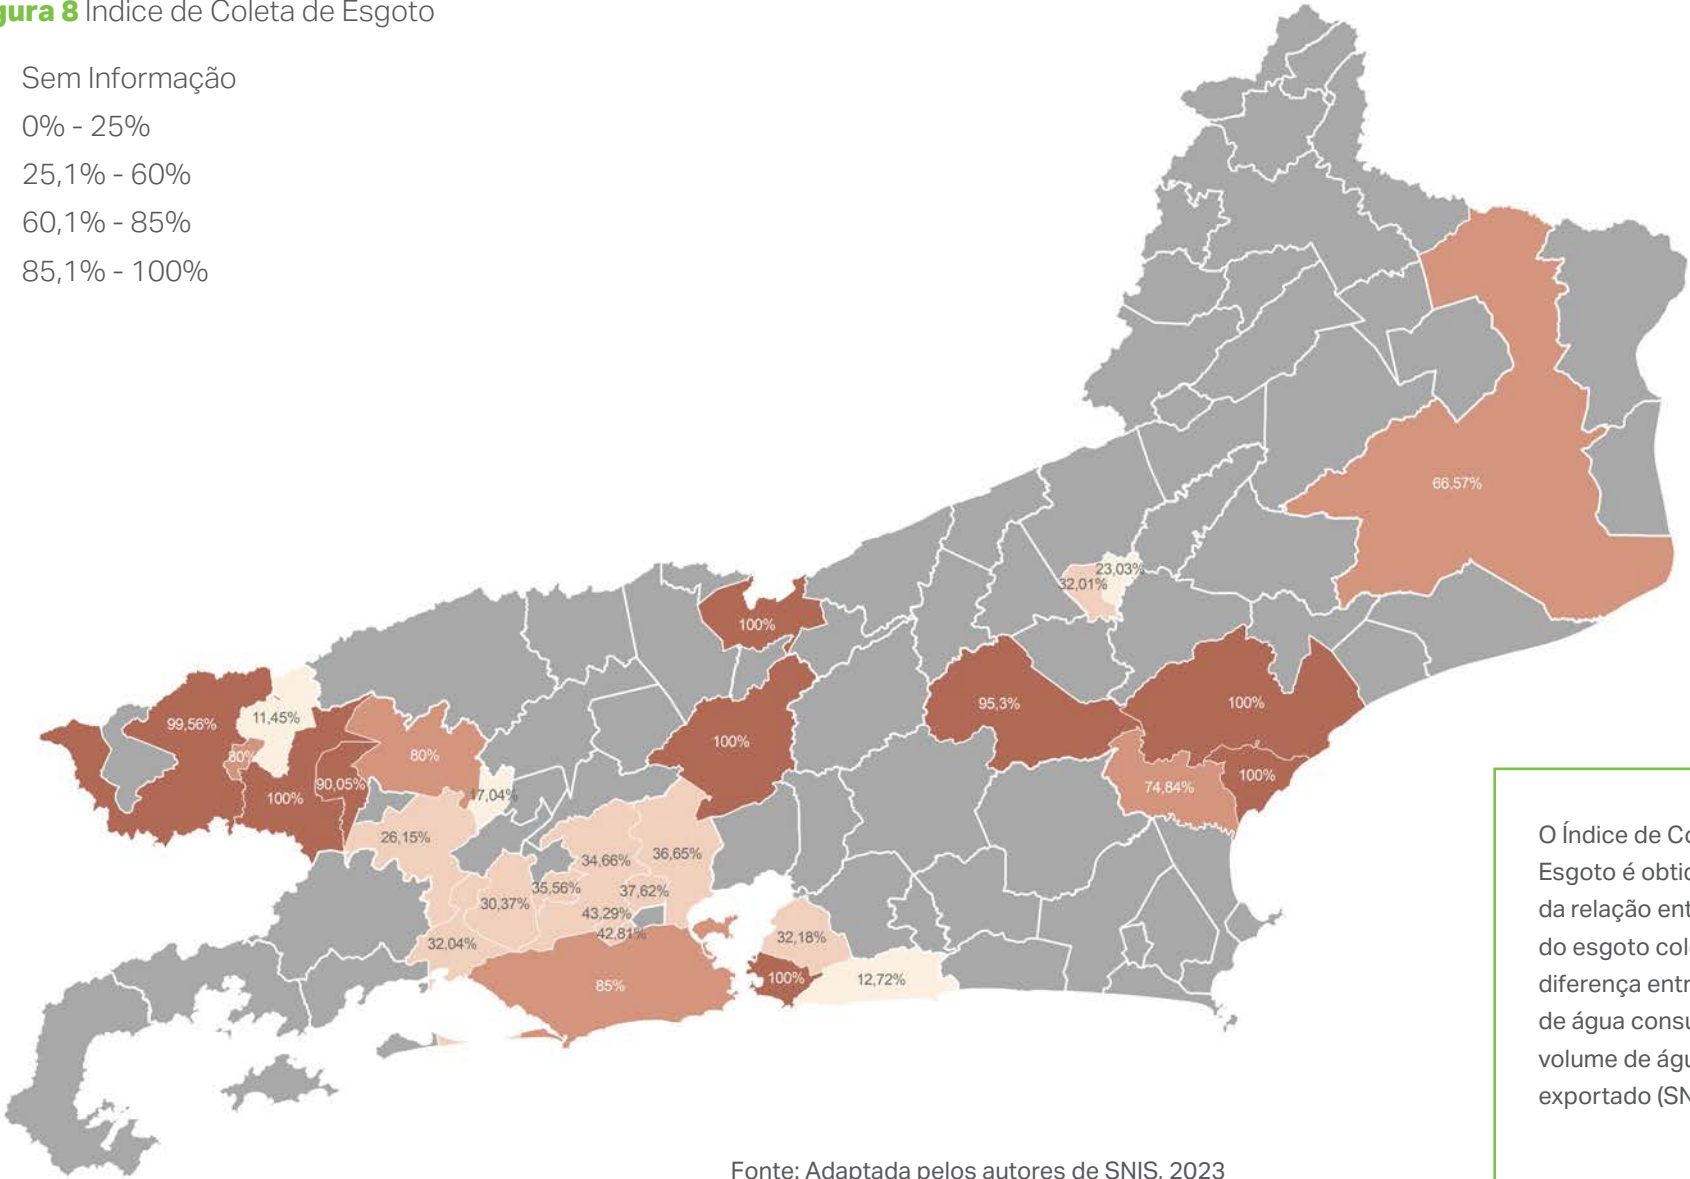 gura 8 Índice de Coleta de Esgoto
Sem Informação
0% - 25%
25,1% - 60%
60,1% - 85%
85,1% - 100%
66,57%
23,03%
32,01%
100%
99,56%
11,45%
80%
80%
100%
90,05%
17,04%
26,15%
100%
95,3%
100%
74,84%
100%
34,66%
36,65%
35,56%
37,62%
30,37%
43,29%
42,81%
32,04%
85%
32,18%
100%
12,72%
O Índice de Co
Esgoto é obtid
da relação ent
do esgoto col
diferença entr
de água consu
volume de águ
exportado (SN
Fonte: Adaptada pelos autores de SNIS, 2023